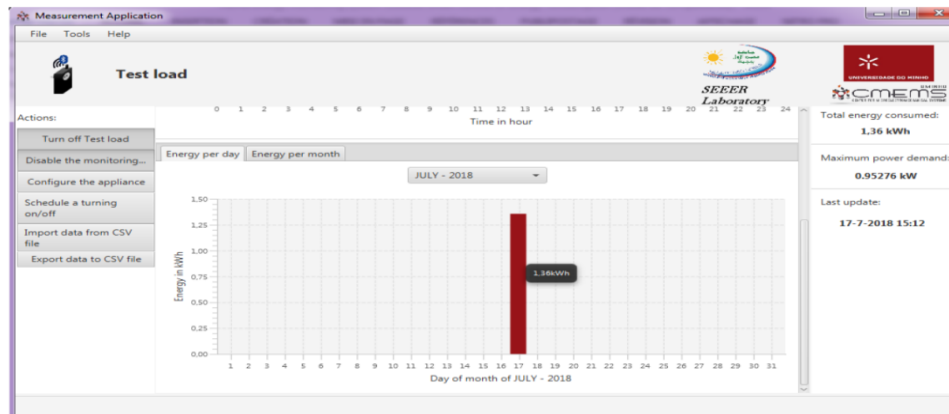 Measurement Application
File Tools Help
Test load
SEEER
Laboratory
UNIVERSIDADE DO MINHO
CMEMS
Actions:
Turn off Test load
Disable the monitoring...
Configure the appliance
Schedule a turning
on/off
Import data from CSV
file
Export data to CSV file
0 1 2 3 4 5 6 7 8 9 10 11 12 13 14 15 16 17 18 19 20 21 22 23 24
Time in hour
Energy per day Energy per month
JULY - 2018
Energy in kWh
1,50
1,25
1,00
0,75
0,50
0,25
0,00
1,36kWh
1 2 3 4 5 6 7 8 9 10 11 12 13 14 15 16 17 18 19 20 21 22 23 24 25 26 27 28 29 30 31
Day of month of JULY - 2018
Total energy consumed:
1,36 kWh
Maximum power demand:
0.95276 kW
Last update:
17-7-2018 15:12